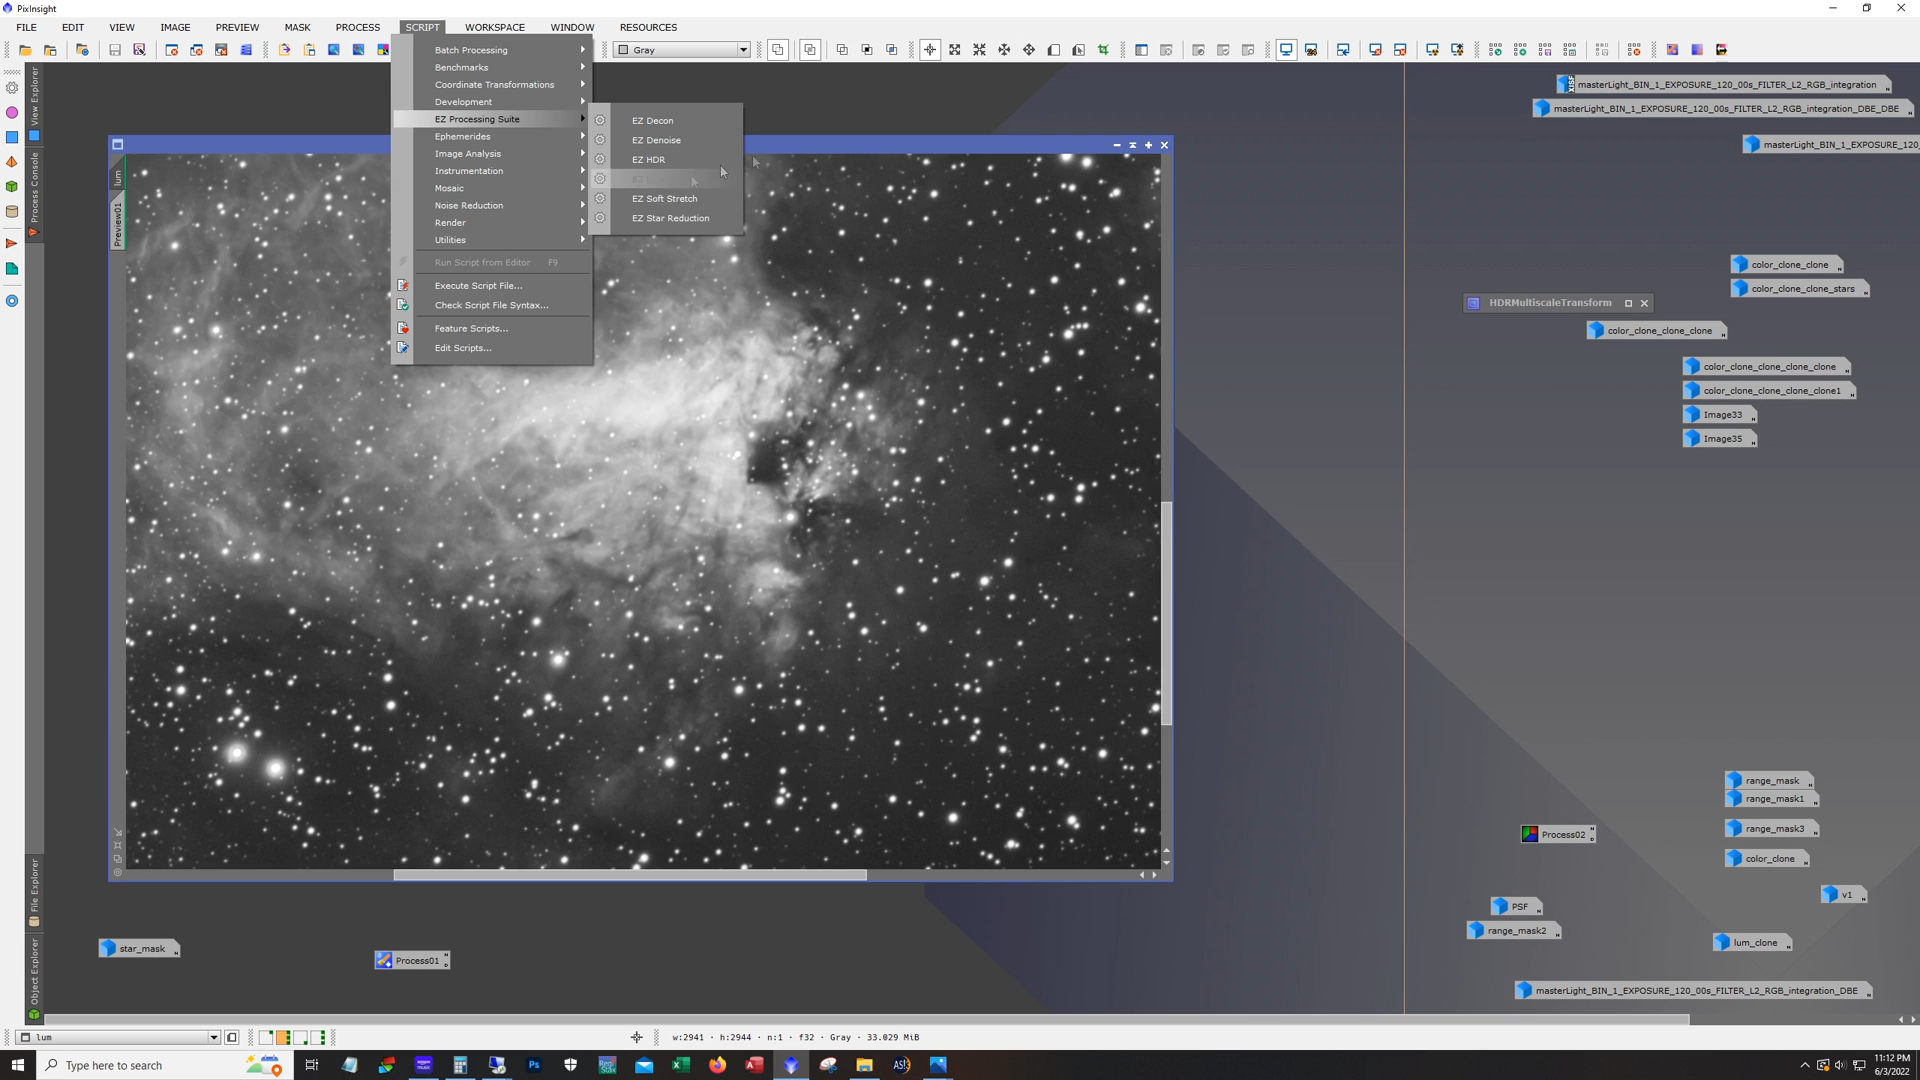 PixInsight
FILE EDIT VIEW IMAGE PREVIEW MASK PROCESS SCRIPT WORKSPACE WINDOW RESOURCES
Gray
Batch Processing
Benchmarks
Coordinate Transformations
Development
EZ Processing Suite
Ephemerides
Image Analysis
Instrumentation
Mosaic
Noise Reduction
Render
Utilities
Run Script from Editor F9
Execute Script File...
Check Script File Syntax...
Feature Scripts...
Edit Scripts...
EZ Decon
EZ Denoise
EZ HDR
EZ
EZ Soft Stretch
EZ Star Reduction
View Explorer
Process Console
File Explorer
Object Explorer
lum
Preview01
masterLight_BIN_1_EXPOSURE_120_00s_FILTER_L2_RGB_integration
masterLight_BIN_1_EXPOSURE_120_00s_FILTER_L2_RGB_integration_DBE_DBE
masterLight_BIN_1_EXPOSURE_120_
color_clone_clone
color_clone_clone_stars
HDRMultiscaleTransform
color_clone_clone_clone
color_clone_clone_clone_clone
color_clone_clone_clone_clone1
Image33
Image35
range_mask
range_mask1
range_mask3
Process02
color_clone
v1
PSF
range_mask2
lum_clone
star_mask
Process01
masterLight_BIN_1_EXPOSURE_120_00s_FILTER_L2_RGB_integration_DBE
lum
w:2941 · h:2944 · n:1 · f32 · Gray · 33.029 MiB
Type here to search
11:12 PM
6/3/2022